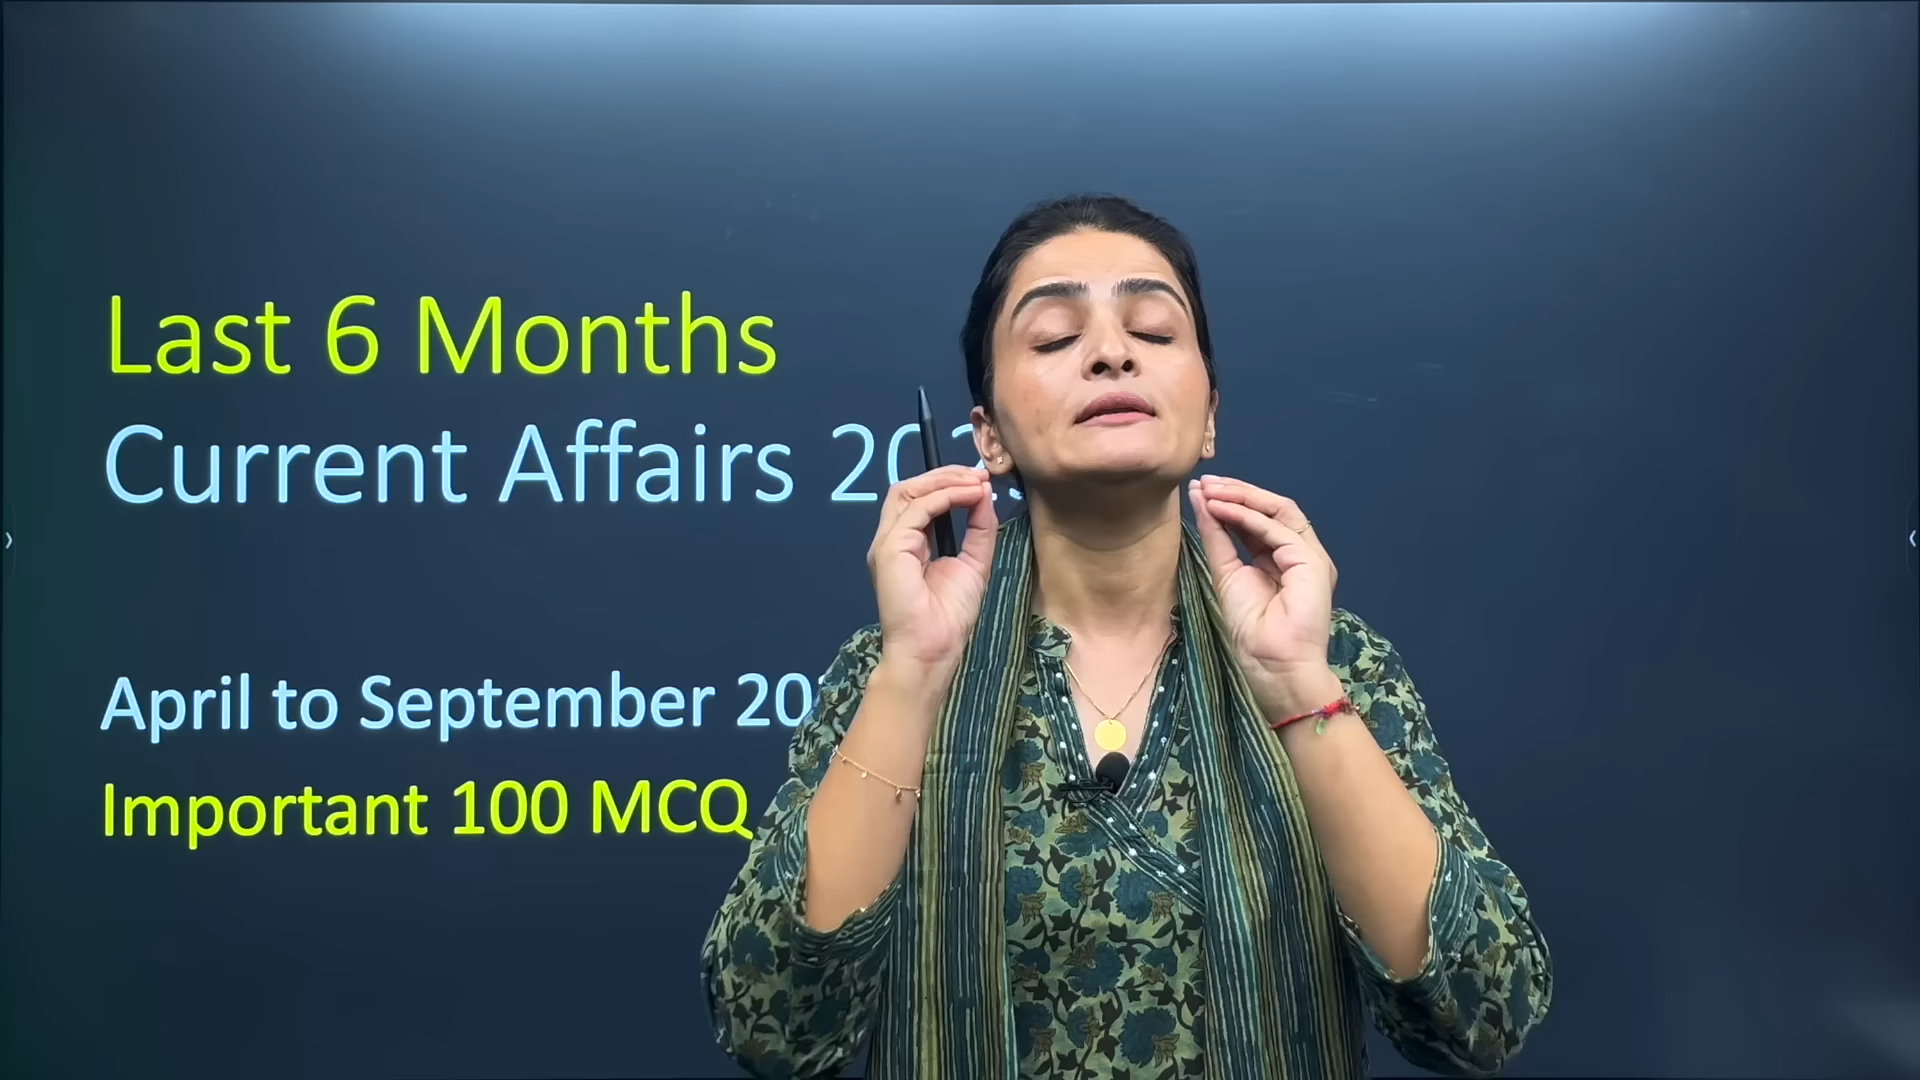 Last 6 Months
Current Affairs
April to September
Important 100 MCQ